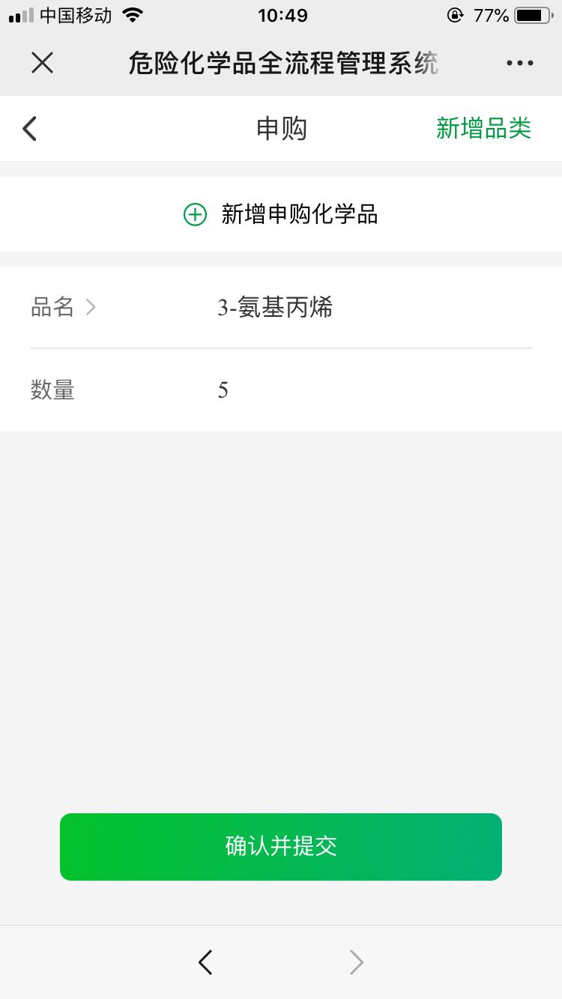 中国移动 10:49 77%
危险化学品全流程管理系统
申购 新增品类
新增申购化学品
品名 3-氨基丙烯
数量 5
确认并提交